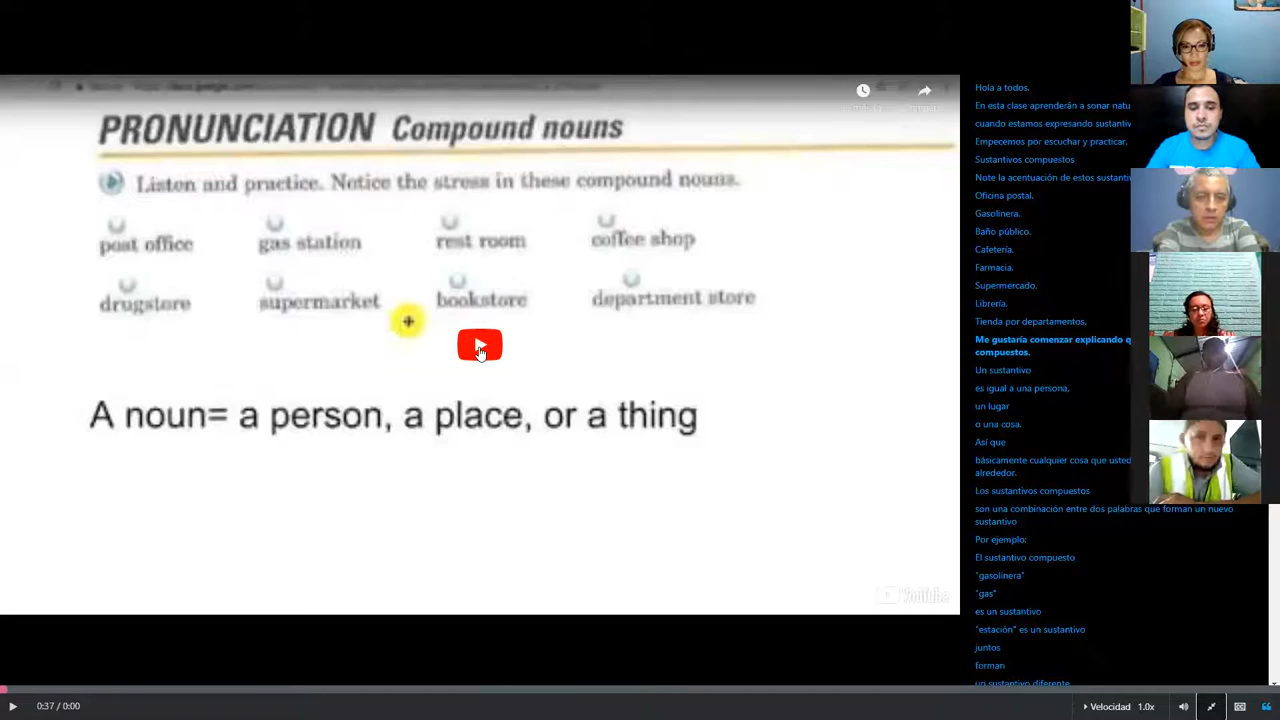 PRONUNCIATION Compound nouns
Listen and practice. Notice the stress in these compound nouns.
post office gas station rest room coffee shop
drugstore supermarket bookstore department store
A noun= a person, a place, or a thing
YouTube
Hola a todos.
En esta clase aprenderán a sonar
cuando estamos expresando
Empecemos por escuchar y practicar.
Sustantivos compuestos
Note la acentuación de estos
Oficina postal.
Gasolinera.
Baño público.
Cafetería.
Farmacia.
Supermercado.
Librería.
Tienda por departamentos.
Me gustaría comenzar explicando
compuestos.
Un sustantivo
es igual a una persona,
un lugar
o una cosa.
Así que
básicamente cualquier cosa que
alrededor.
Los sustantivos compuestos
son una combinación entre dos palabras que forman un nuevo
sustantivo
Por ejemplo:
El sustantivo compuesto
"gasolinera"
"gas"
es un sustantivo
"estación" es un sustantivo
juntos
forman
un sustantivo diferente
0:37 / 0:00
Velocidad 1.0x